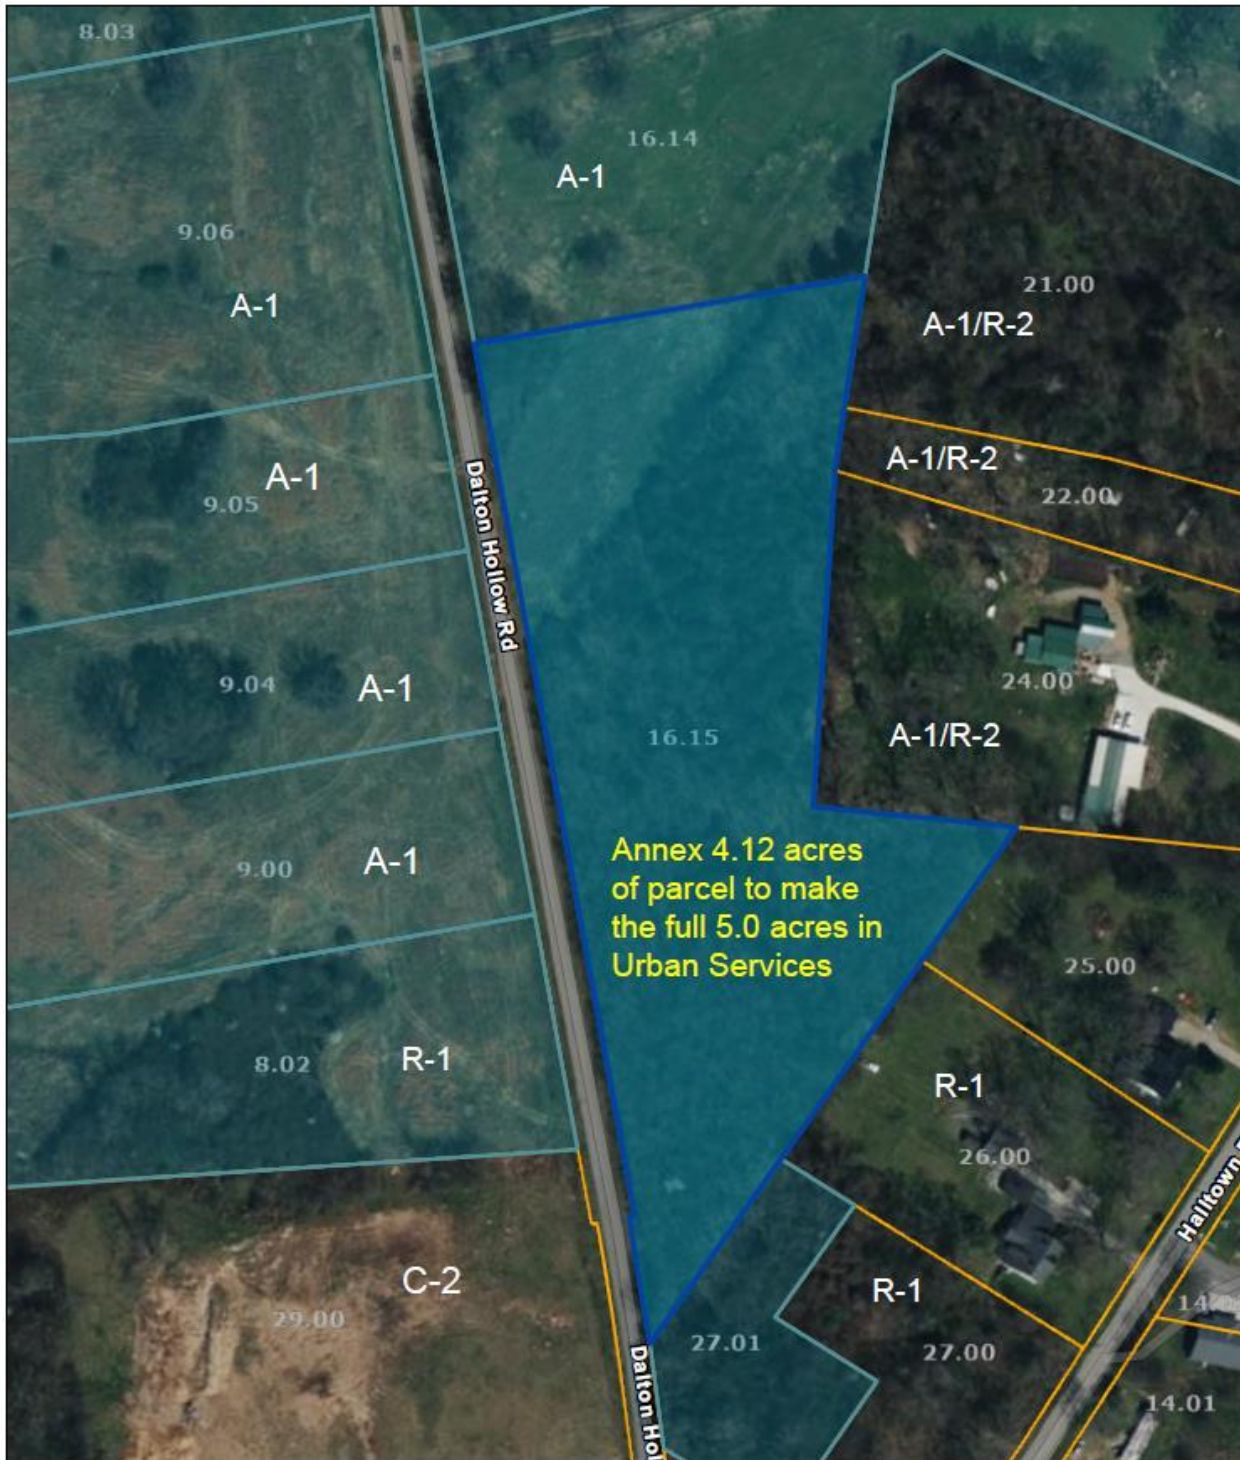 8.03
16.14
A-1
9.06
A-1
21.00
A-1/R-2
A-1/R-2
22.00
A-1
9.05
Dalton Hollow Rd
9.04
A-1
24.00
A-1/R-2
16.15
Annex 4.12 acres
of parcel to make
the full 5.0 acres in
Urban Services
9.00
A-1
25.00
8.02
R-1
R-1
26.00
Halltown
C-2
29.00
R-1
27.00
27.01
Dalton Hol
14.01